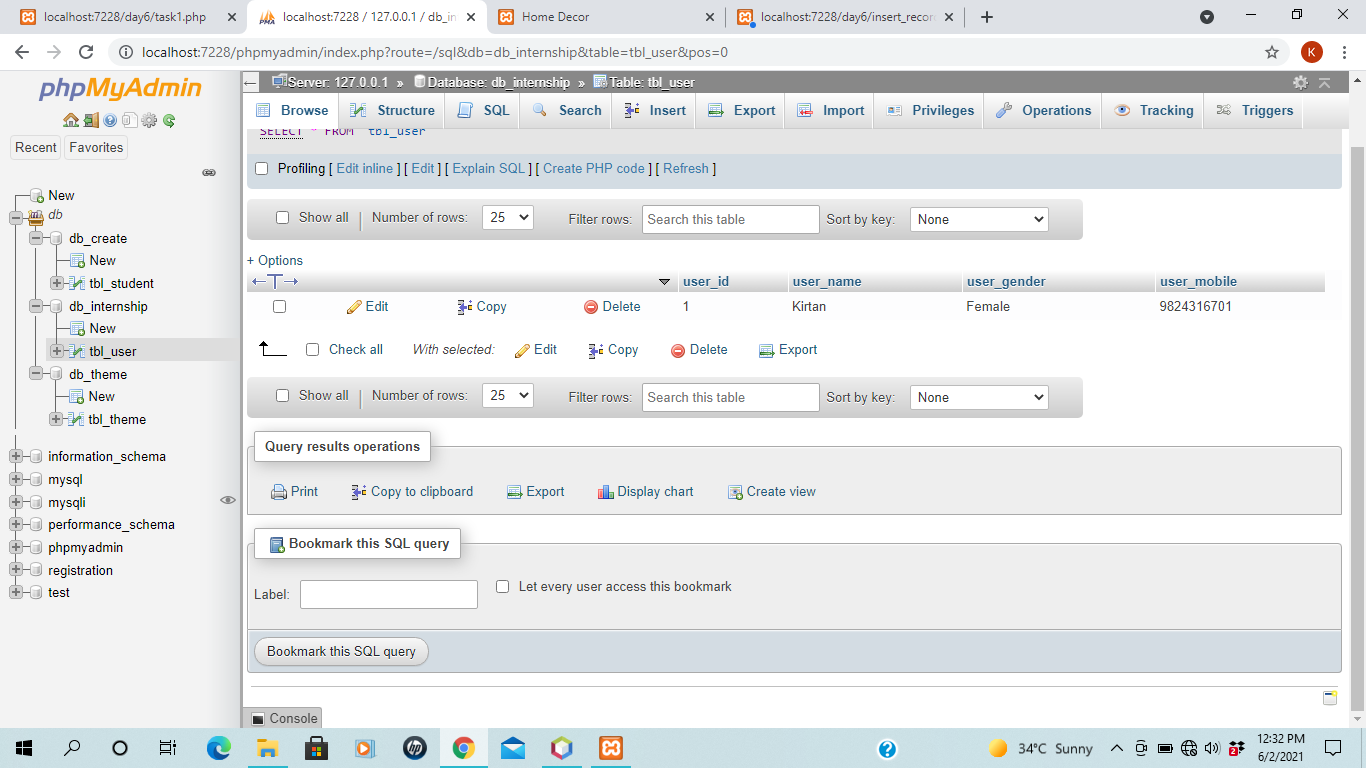 localhost:7228/day6/task1.php
localhost:7228 / 127.0.0.1 / db_in
Home Decor
localhost:7228/day6/insert_recor
localhost:7228/phpmyadmin/index.php?route=/sql&db=db_internship&table=tbl_user&pos=0
K
phpMyAdmin
Recent Favorites
New
db
db_create
New
tbl_student
db_internship
New
tbl_user
db_theme
New
tbl_theme
information_schema
mysql
mysqli
performance_schema
phpmyadmin
registration
test
Server: 127.0.0.1 » Database: db_internship » Table: tbl_user
Browse Structure SQL Search Insert Export Import Privileges Operations Tracking Triggers
SELECT * FROM `tbl_user`
Profiling [ Edit inline ] [ Edit ] [ Explain SQL ] [ Create PHP code ] [ Refresh ]
Show all Number of rows: 25 Filter rows: Search this table Sort by key: None
+ Options
user_id user_name user_gender user_mobile
Edit Copy Delete 1 Kirtan Female 9824316701
Check all With selected: Edit Copy Delete Export
Show all Number of rows: 25 Filter rows: Search this table Sort by key: None
Query results operations
Print Copy to clipboard Export Display chart Create view
Bookmark this SQL query
Label: Let every user access this bookmark
Bookmark this SQL query
Console
34°C Sunny
12:32 PM
6/2/2021